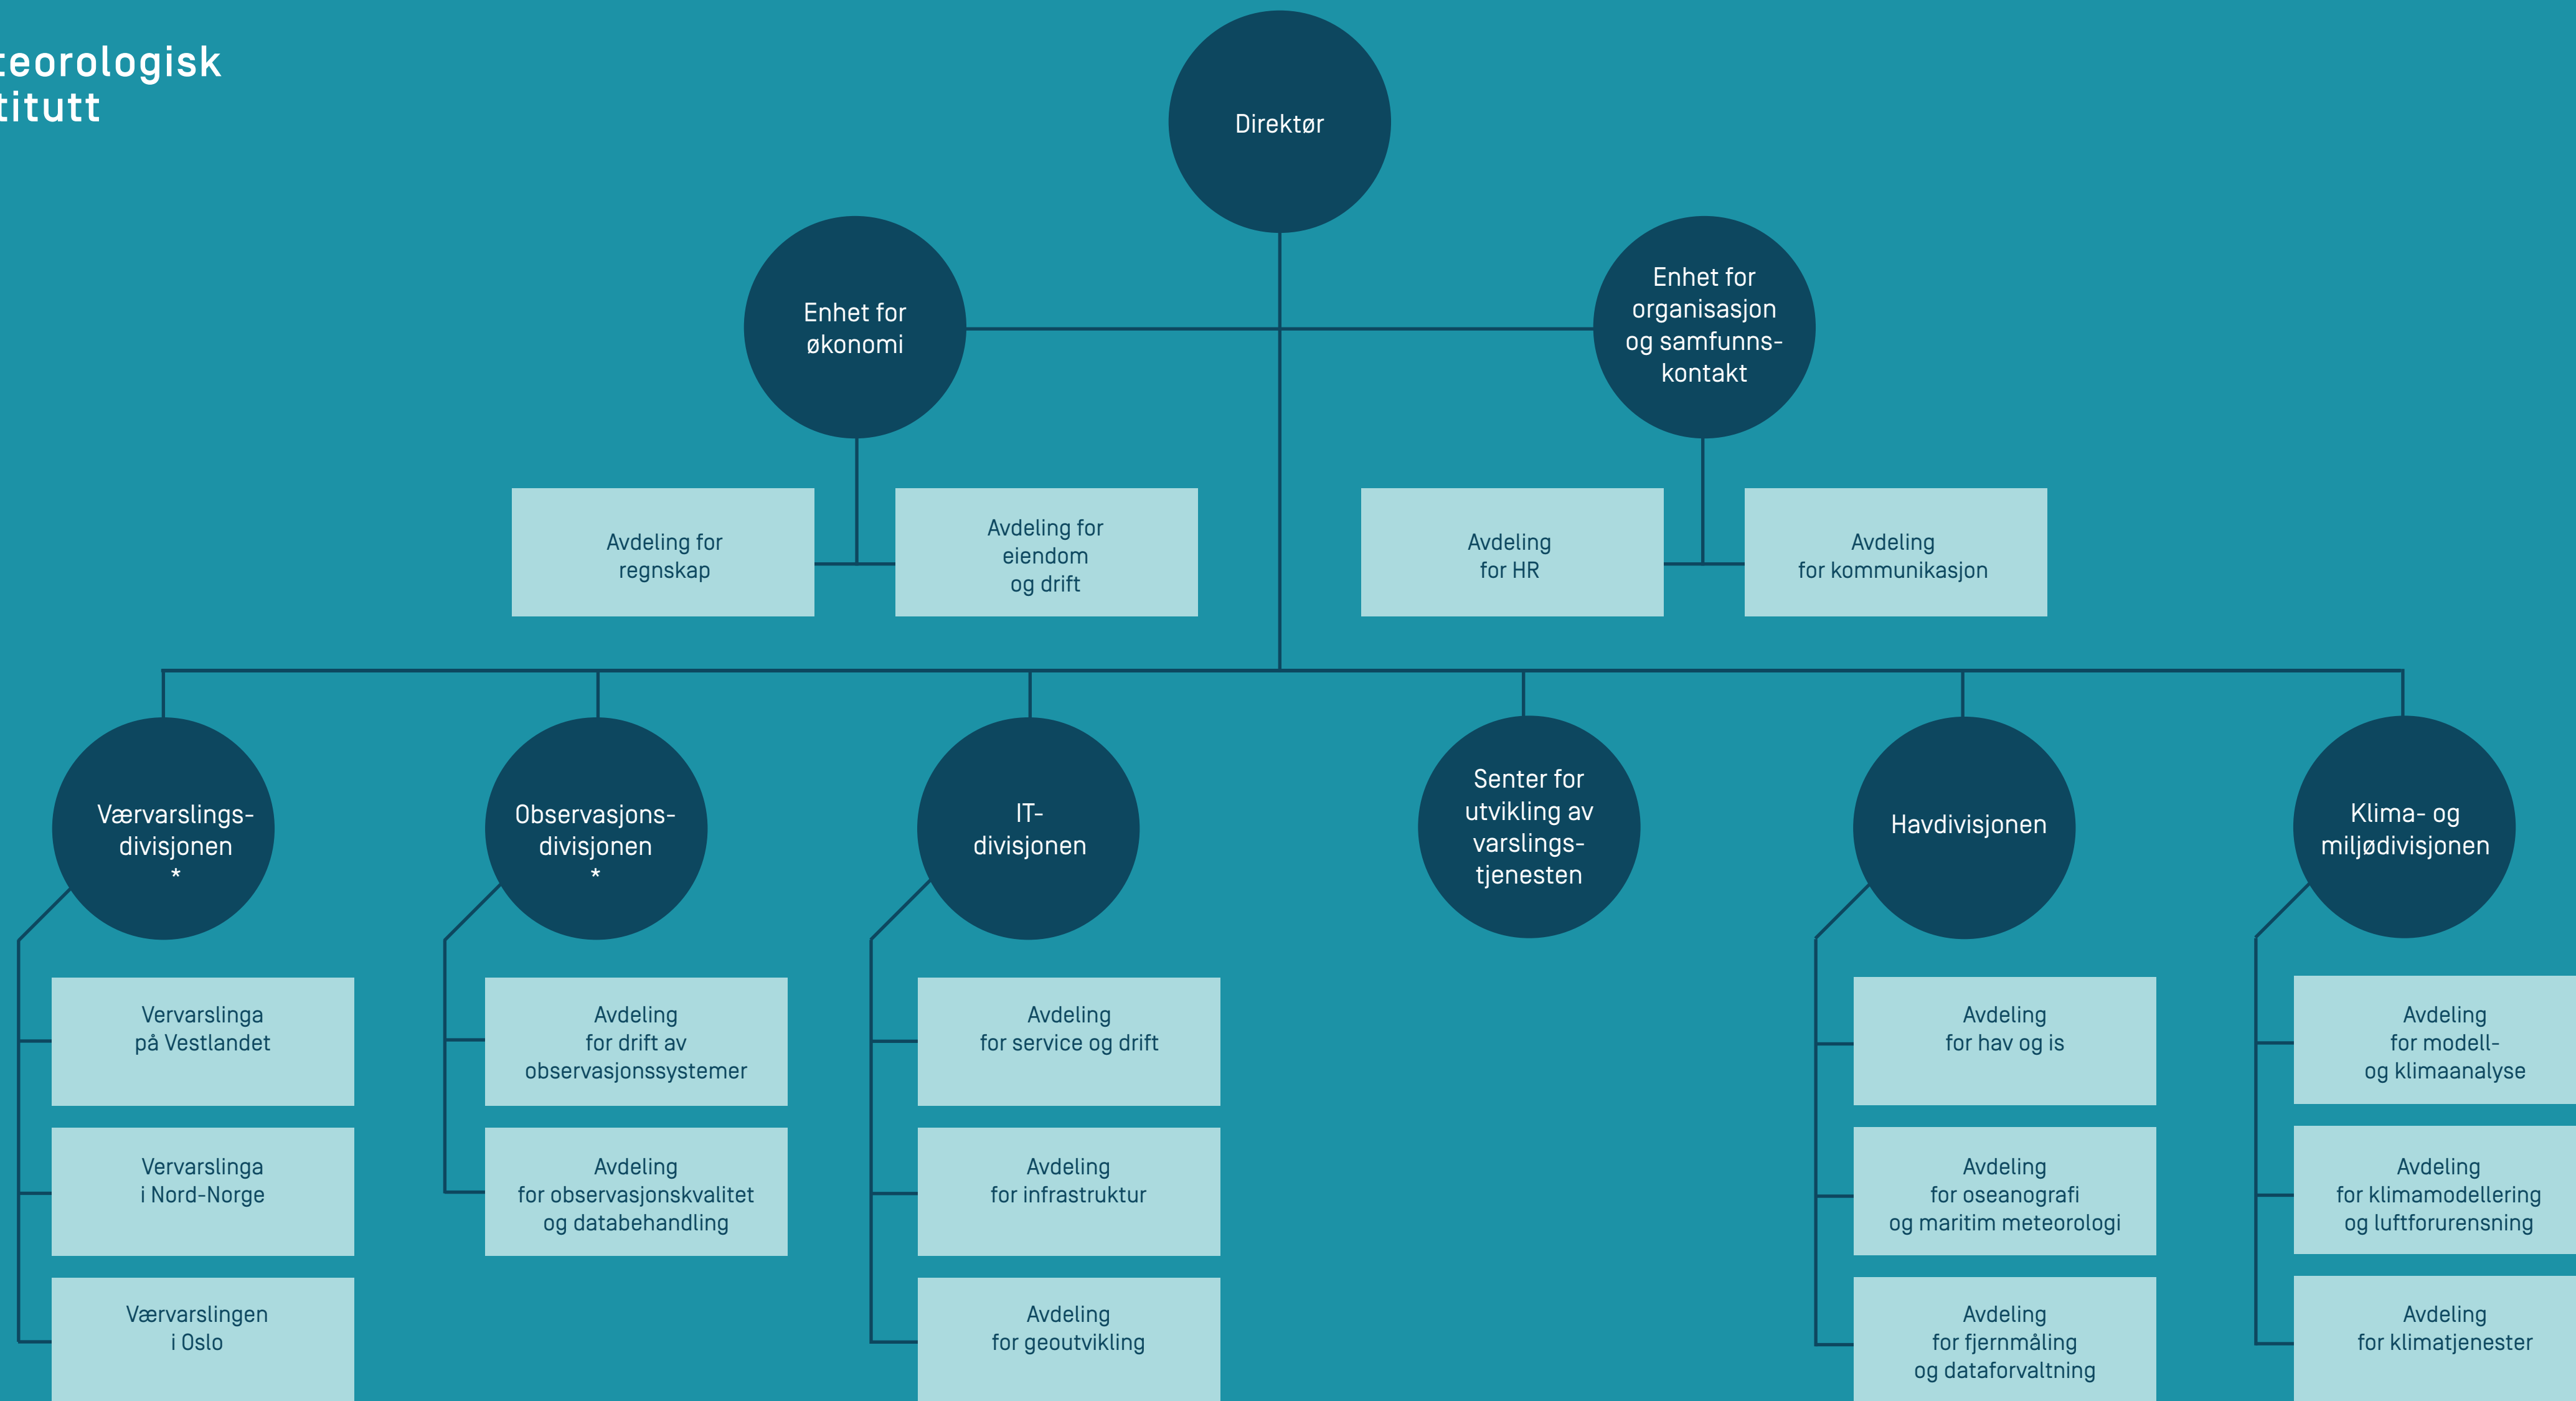 teorologisk
titutt
Direktør
Enhet for
økonomi
Enhet for
organisasjon
og samfunns-
kontakt
Avdeling for
regnskap
Avdeling for
eiendom
og drift
Avdeling
for HR
Avdeling
for kommunikasjon
Værvarslings-
divisjonen
*
Observasjons-
divisjonen
*
IT-
divisjonen
Senter for
utvikling av
varslings-
tjenesten
Havdivisjonen
Klima- og
miljødivisjonen
Vervarslinga
på Vestlandet
Vervarslinga
i Nord-Norge
Værvarslingen
i Oslo
Avdeling
for drift av
observasjonssystemer
Avdeling
for observasjonskvalitet
og databehandling
Avdeling
for service og drift
Avdeling
for infrastruktur
Avdeling
for geoutvikling
Avdeling
for hav og is
Avdeling
for oseanografi
og maritim meteorologi
Avdeling
for fjernmåling
og dataforvaltning
Avdeling
for modell-
og klimaanalyse
Avdeling
for klimamodellering
og luftforurensning
Avdeling
for klimatjenester